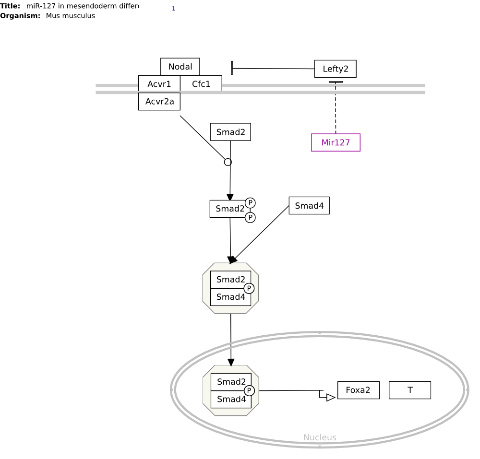 Title: miR-127 in mesendoderm differ
1
Organism: Mus musculus
Nodal
Lefty2
Acvr1 Cfc1
Acvr2a
Smad2
Mir127
P
Smad2
P
Smad4
Smad2
P
Smad4
Smad2
P
Smad4
Foxa2
T
Nucleus